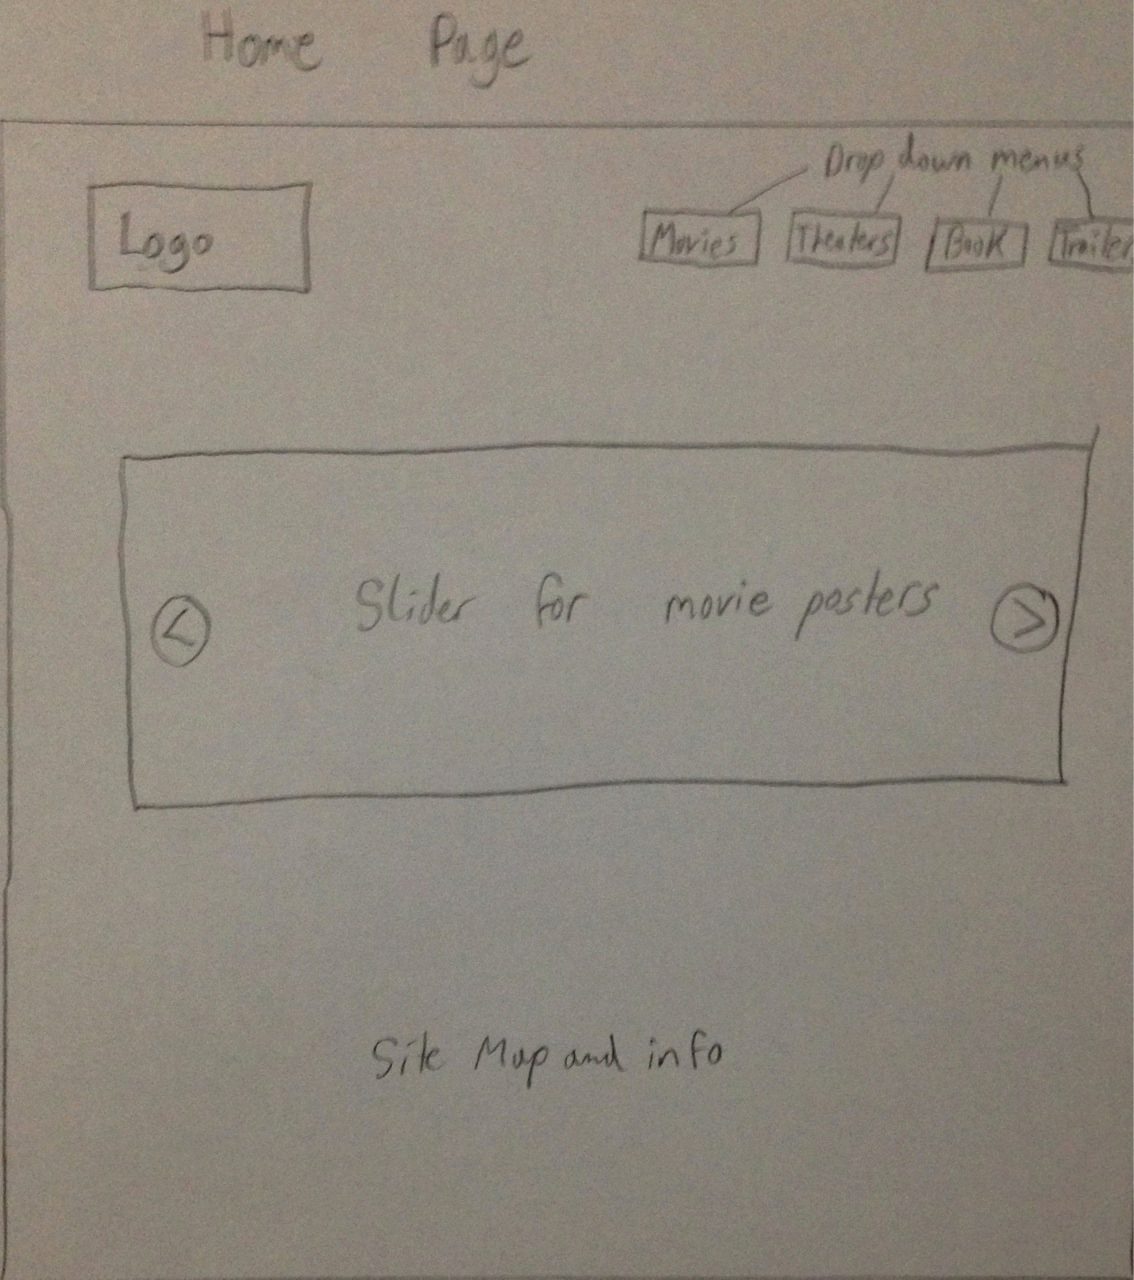 Home Page
Drop down menus
Logo
Movies Theaters Book Trailer
< Slider for movie posters >
Site Map and info